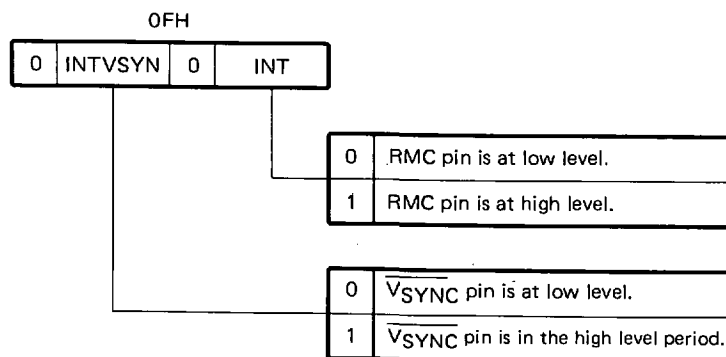 0FH
0 INTVSYN 0 INT
0 RMC pin is at low level.
1 RMC pin is at high level.
0 VSYNC pin is at low level.
1 VSYNC pin is in the high level period.